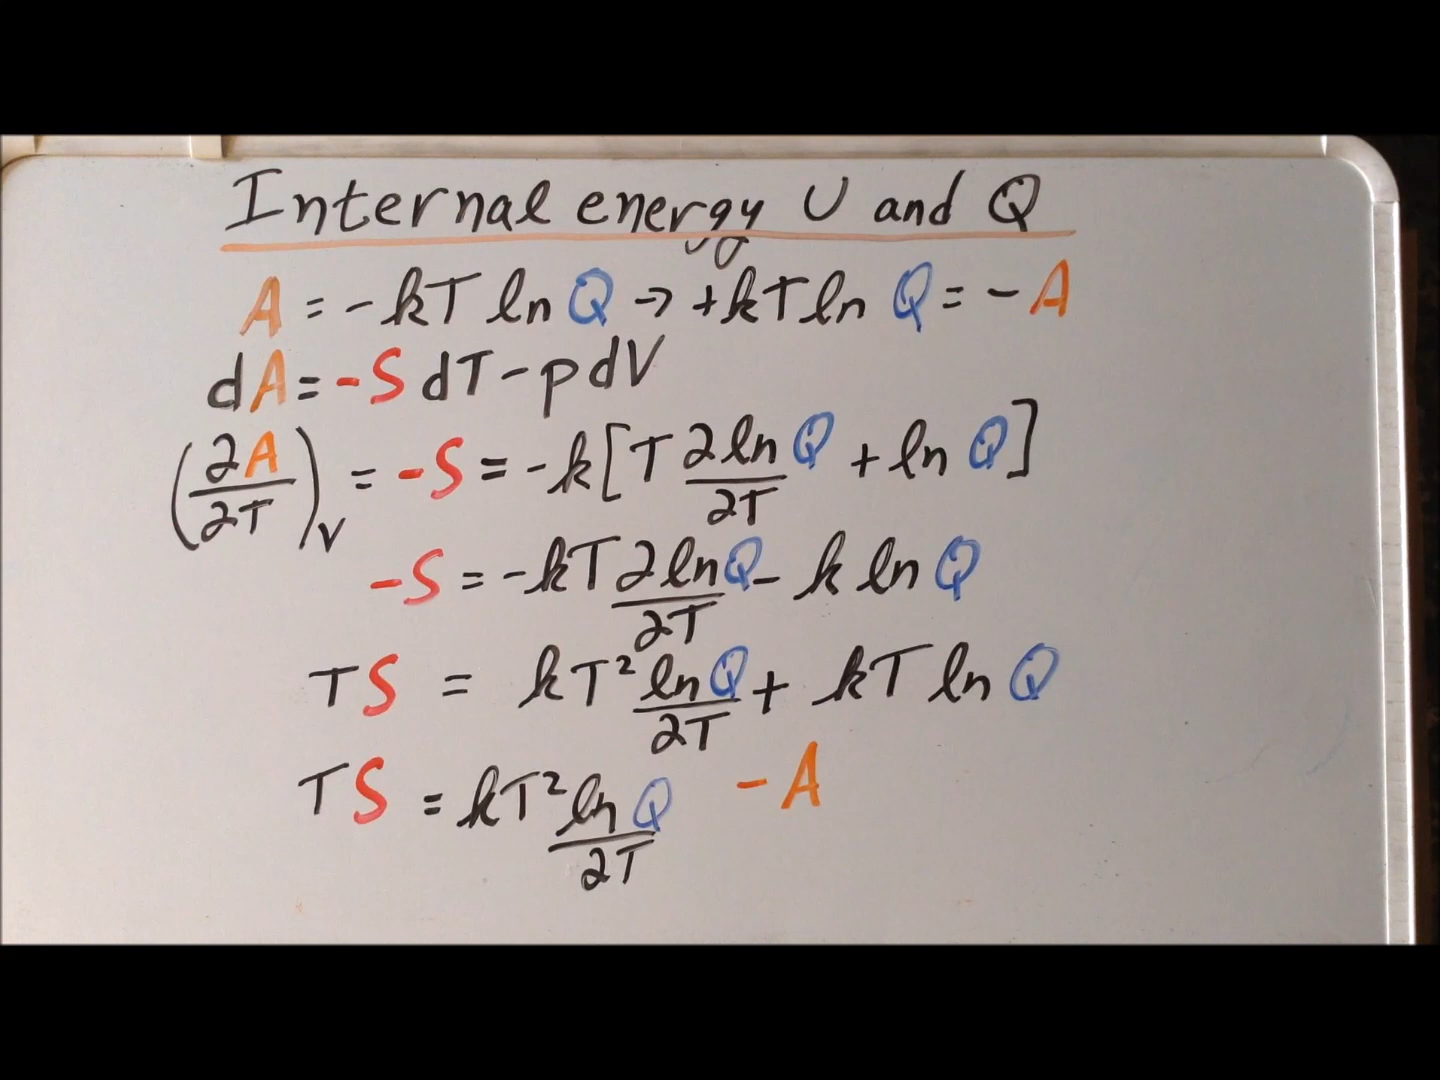 Internal energy U and Q
A = -kT ln Q → +kT ln Q = -A
dA = -S dT - p dV
(∂A/∂T)V = -S = -k[T ∂ln Q/∂T + ln Q]
-S = -kT ∂ln Q/∂T - k ln Q
TS = kT² ln Q/∂T + kT ln Q
TS = kT² ln Q/∂T - A